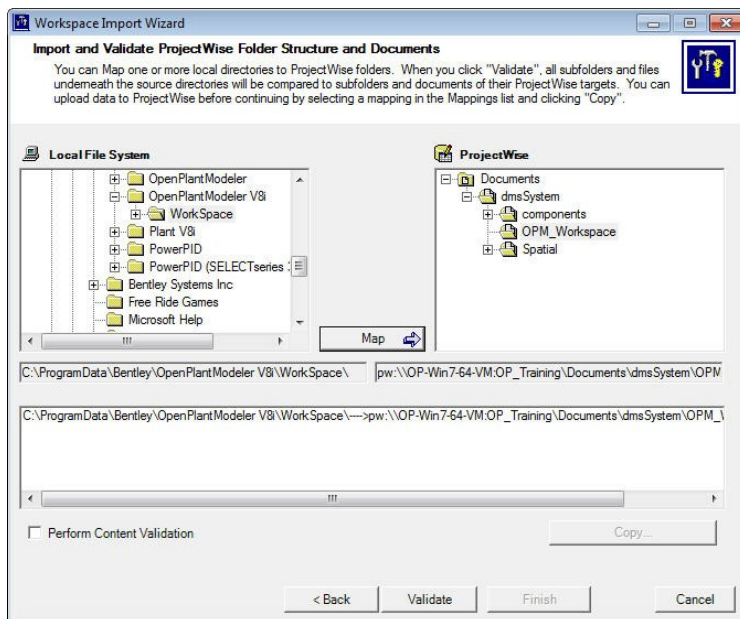 Workspace Import Wizard
Import and Validate ProjectWise Folder Structure and Documents
You can Map one or more local directories to ProjectWise folders. When you click "Validate", all subfolders and files
underneath the source directories will be compared to subfolders and documents of their ProjectWise targets. You can
upload data to ProjectWise before continuing by selecting a mapping in the Mappings list and clicking "Copy".
Local File System
OpenPlantModeler
OpenPlantModeler V8i
WorkSpace
Plant V8i
PowerPID
PowerPID (SELECTseries
Bentley Systems Inc
Free Ride Games
Microsoft Help
ProjectWise
Documents
dmsSystem
components
OPM_Workspace
Spatial
Map
C:\ProgramData\Bentley\OpenPlantModeler V8i\WorkSpace\
pw:\\OP-Win7-64-VM:OP_Training\Documents\dmsSystem\OPM
C:\ProgramData\Bentley\OpenPlantModeler V8i\WorkSpace\---->pw:\\OP-Win7-64-VM:OP_Training\Documents\dmsSystem\OPM_W
Perform Content Validation
Copy...
< Back
Validate
Finish
Cancel